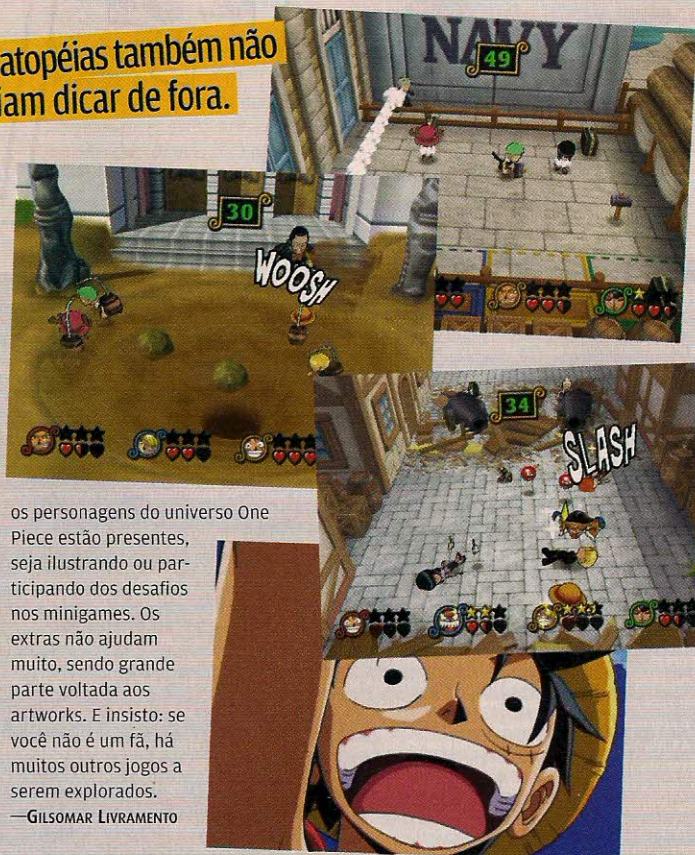 atopéias também não
iam dicar de fora.
NAVY
49
30
WOOSH
34
SLASH
os personagens do universo One
Piece estão presentes,
seja ilustrando ou par-
ticipando dos desafios
nos minigames. Os
extras não ajudam
muito, sendo grande
parte voltada aos
artworks. E insisto: se
você não é um fã, há
muitos outros jogos a
serem explorados.
—GILSOMAR LIVRAMENTO